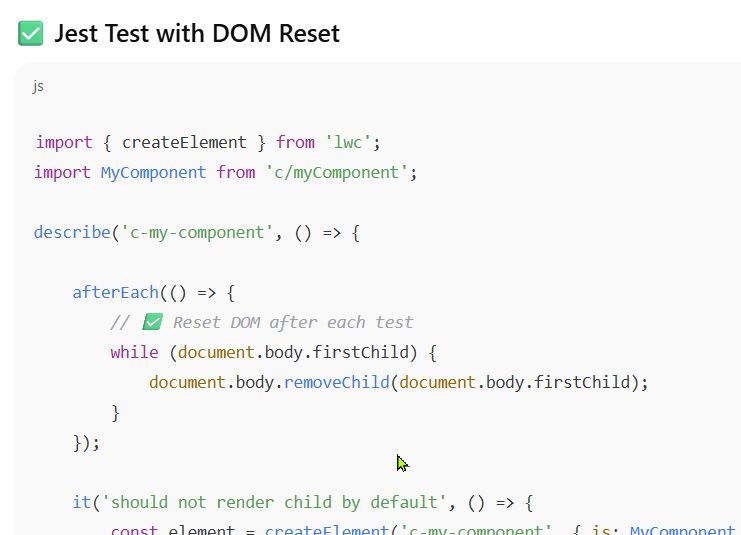 ✅ Jest Test with DOM Reset
js
import { createElement } from 'lwc';
import MyComponent from 'c/myComponent';
describe('c-my-component', () => {
afterEach(() => {
// ✅ Reset DOM after each test
while (document.body.firstChild) {
document.body.removeChild(document.body.firstChild);
}
});
it('should not render child by default', () => {
const element = createElement('c-my-component', { is: MyComponent